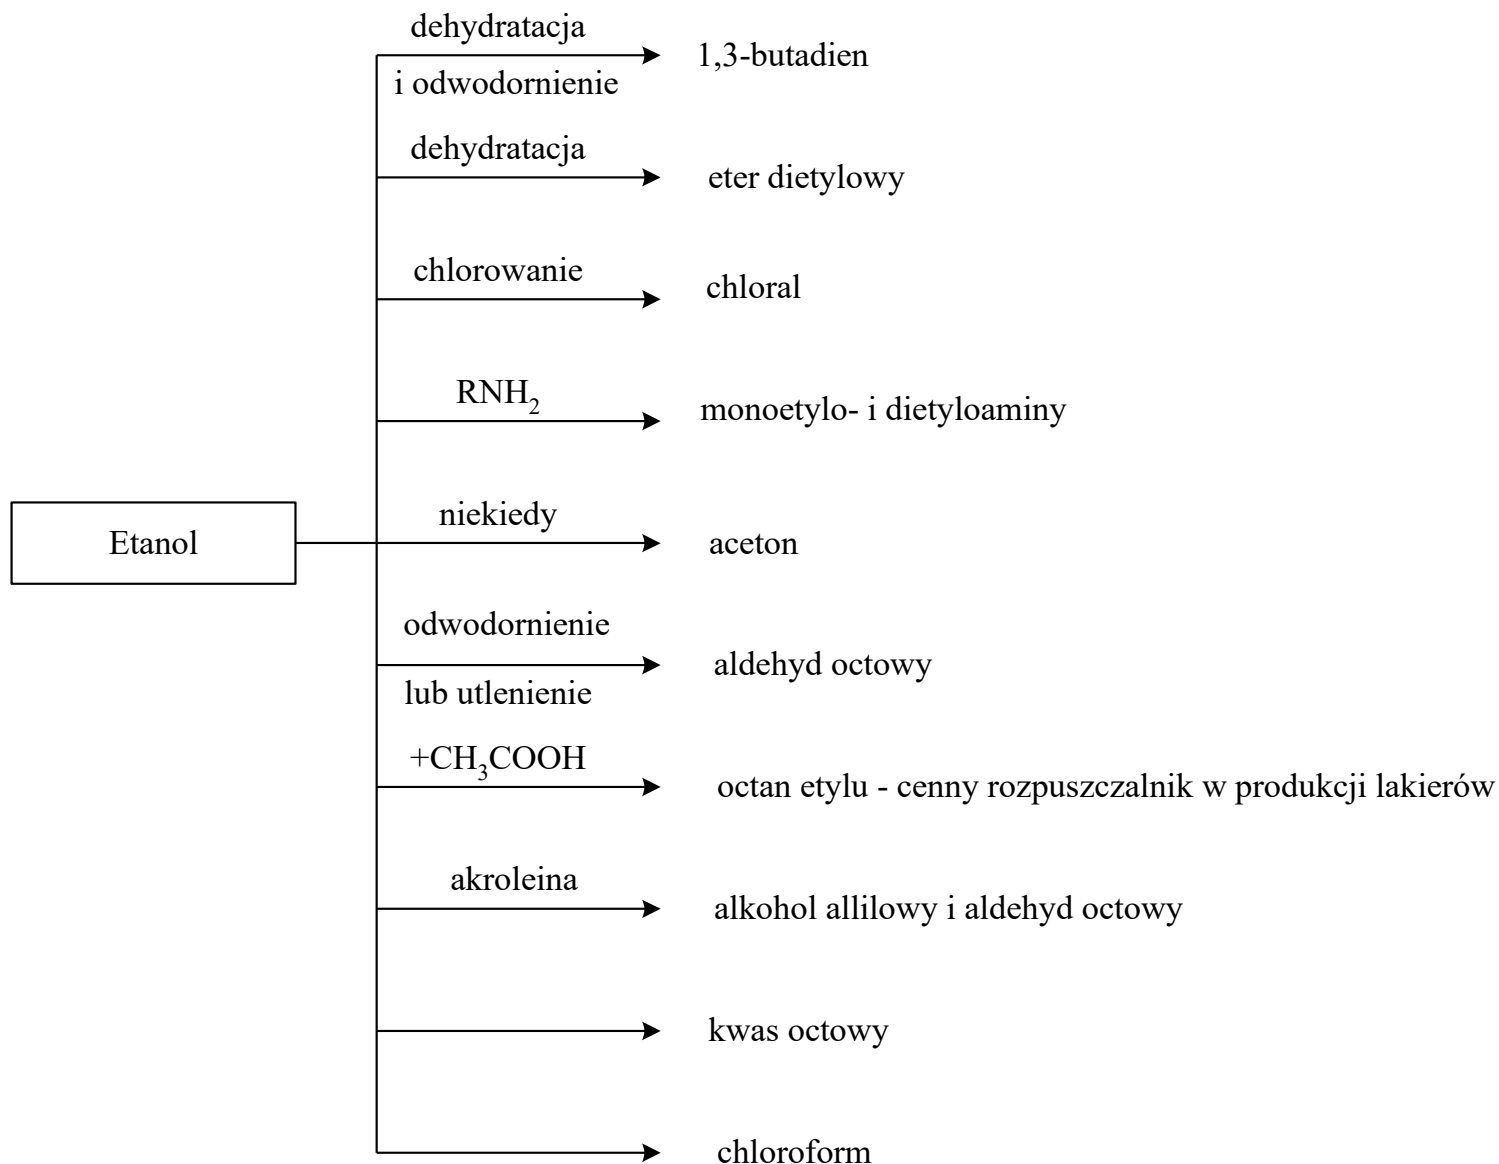 dehydratacja
1,3-butadien
i odwodornienie
dehydratacja
eter dietylowy
chlorowanie
chloral
RNH₂
monoetylo- i dietyloaminy
niekiedy
Etanol
aceton
odwodornienie
aldehyd octowy
lub utlenienie
+CH₃COOH
octan etylu - cenny rozpuszczalnik w produkcji lakierów
akroleina
alkohol allilowy i aldehyd octowy
kwas octowy
chloroform